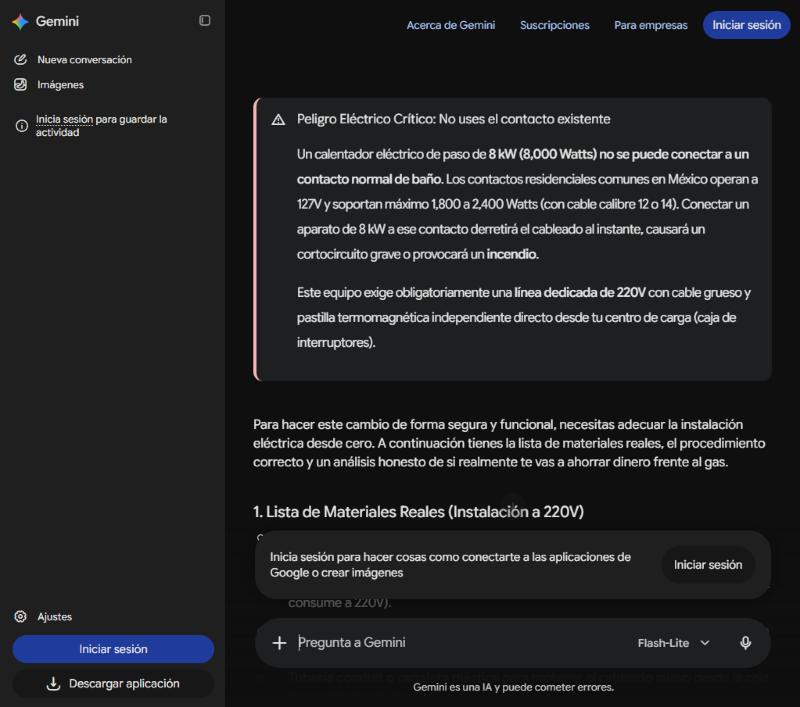 Gemini
Nueva conversación
Imágenes
Inicia sesión para guardar la
actividad
Ajustes
Iniciar sesión
Descargar aplicación
Acerca de Gemini
Suscripciones
Para empresas
Iniciar sesión
Peligro Eléctrico Crítico: No uses el contacto existente
Un calentador eléctrico de paso de 8 kW (8,000 Watts) no se puede conectar a un
contacto normal de baño. Los contactos residenciales comunes en México operan a
127V y soportan máximo 1,800 a 2,400 Watts (con cable calibre 12 o 14). Conectar un
aparato de 8 kW a ese contacto derretirá el cableado al instante, causará un
cortocircuito grave o provocará un incendio.
Este equipo exige obligatoriamente una línea dedicada de 220V con cable grueso y
pastilla termomagnética independiente directo desde tu centro de carga (caja de
interruptores).
Para hacer este cambio de forma segura y funcional, necesitas adecuar la instalación
eléctrica desde cero. A continuación tienes la lista de materiales reales, el procedimiento
correcto y un análisis honesto de si realmente te vas a ahorrar dinero frente al gas.
1. Lista de Materiales Reales (Instalación a 220V)
Inicia sesión para hacer cosas como conectarte a las aplicaciones de
Google o crear imágenes
Iniciar sesión
consume a 220V).
Pregunta a Gemini
Flash-Lite
Gemini es una IA y puede cometer errores.